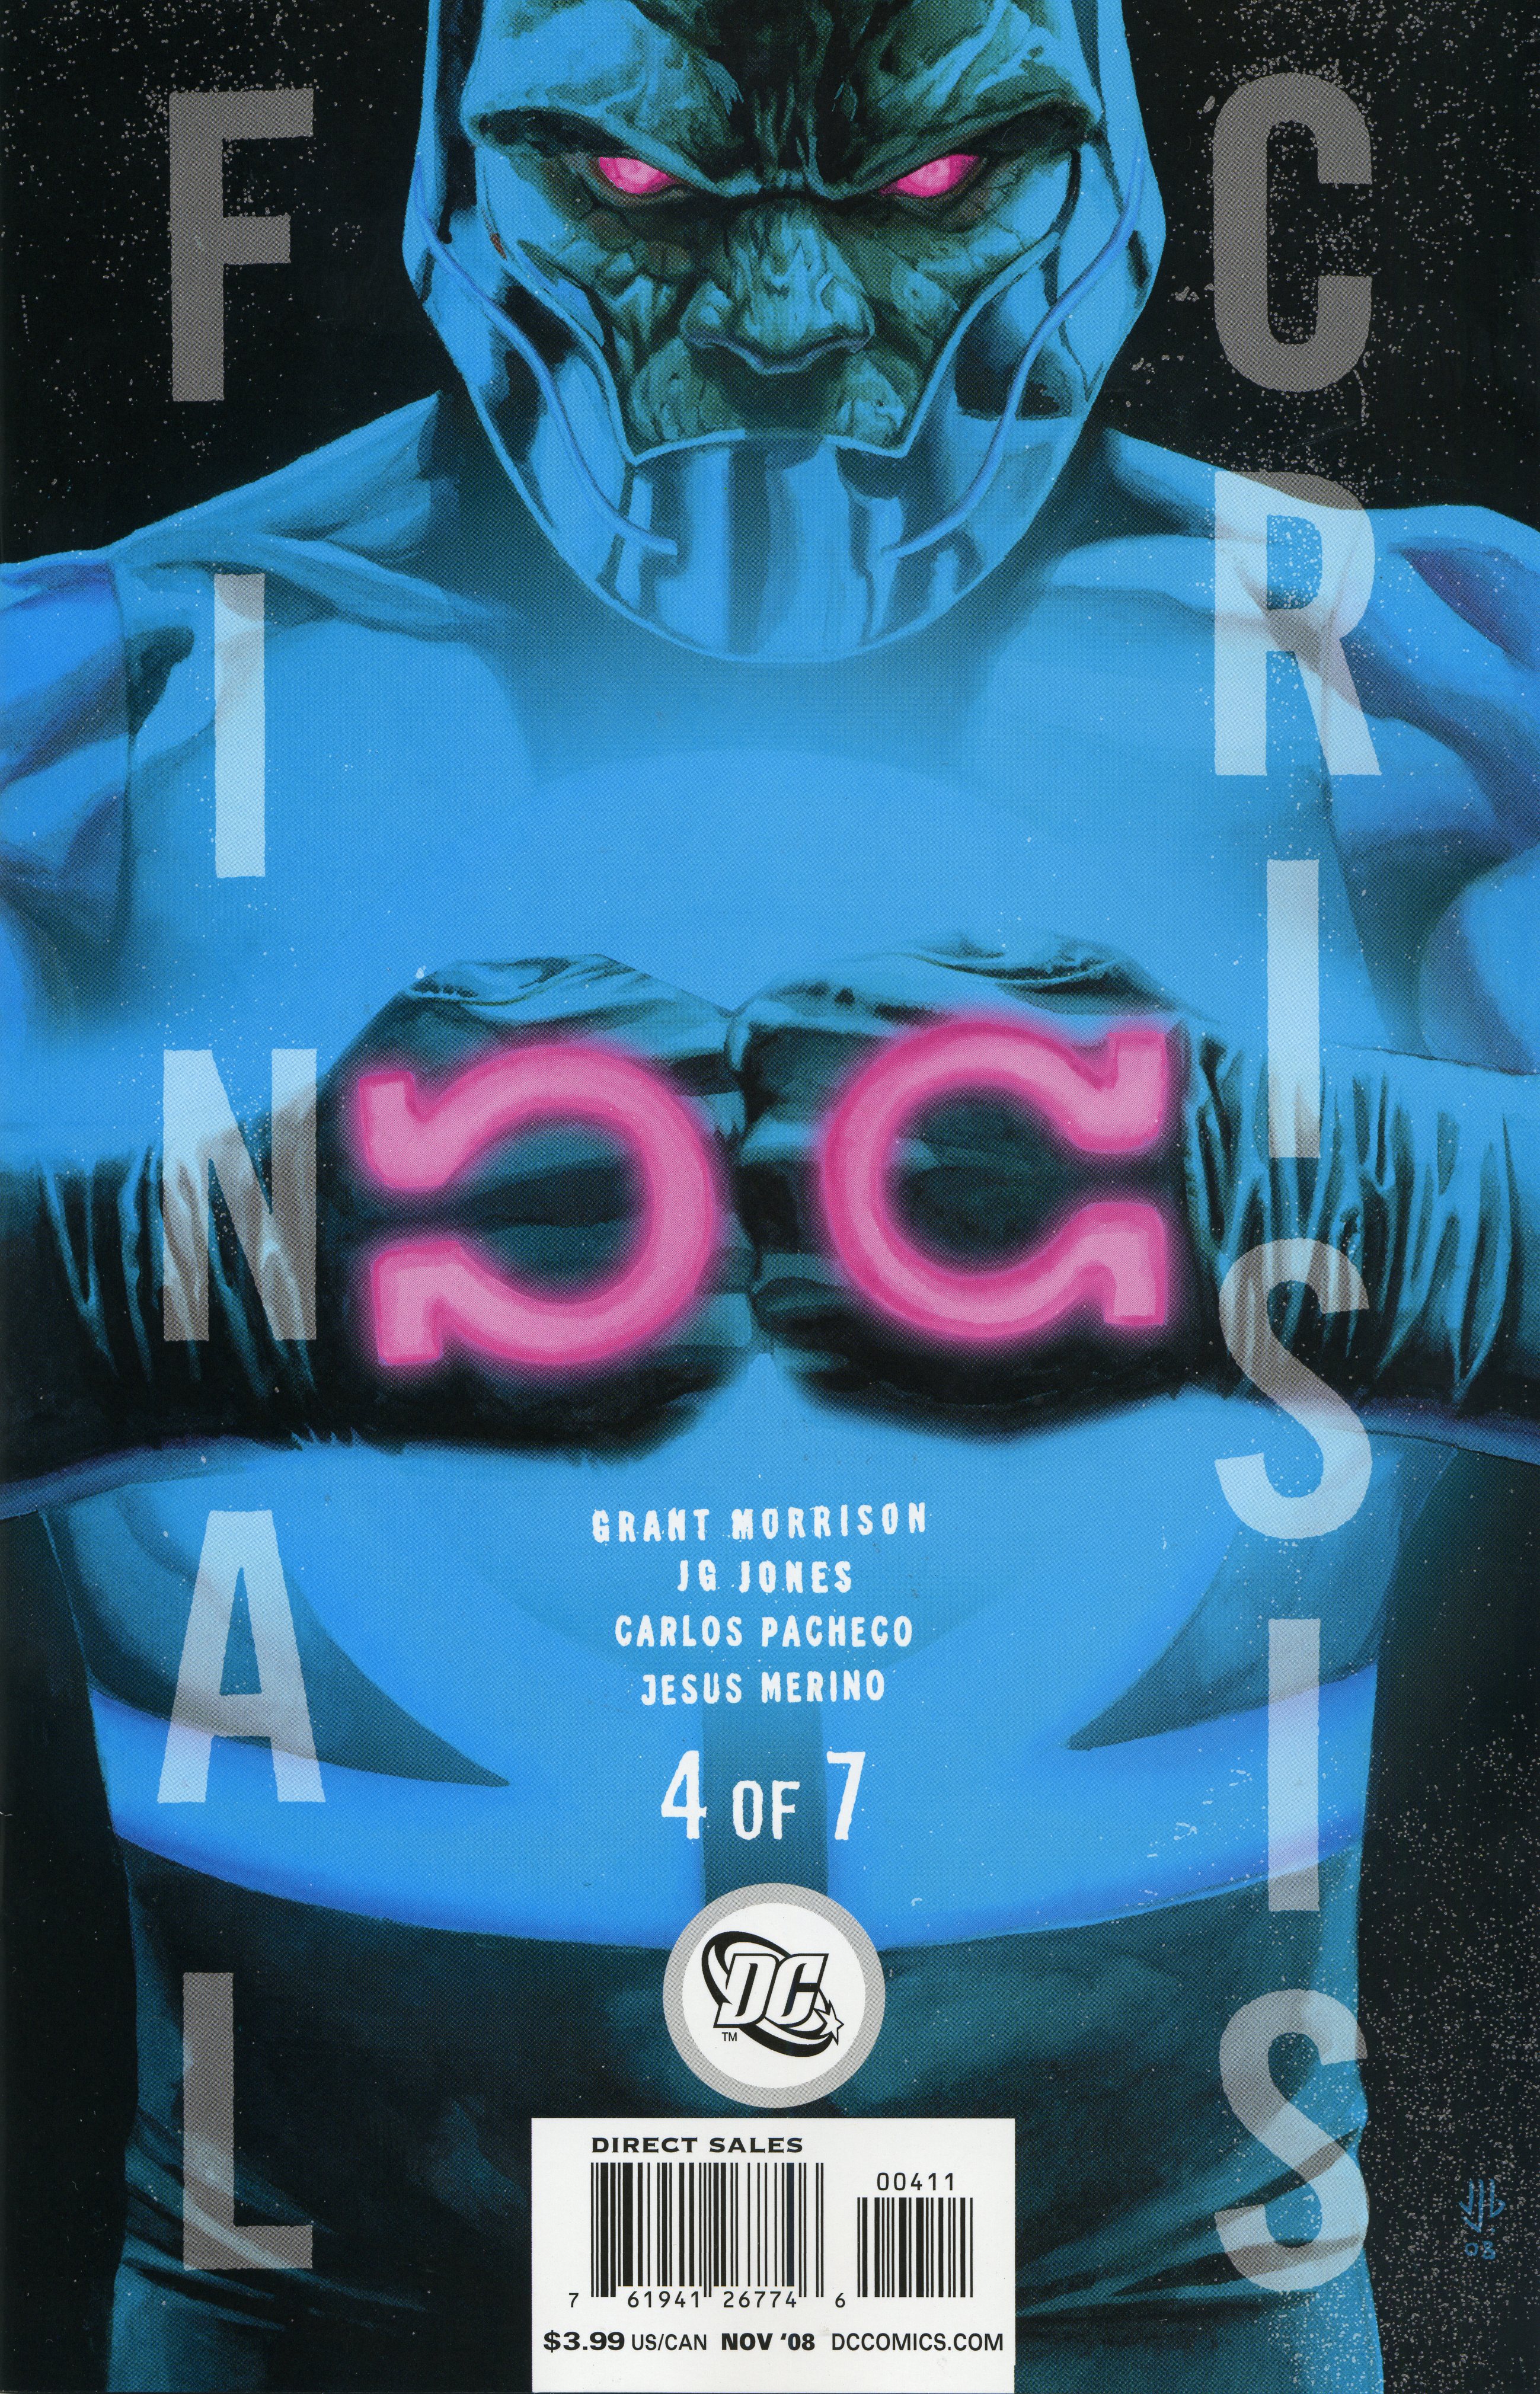 FINAL
CRISIS
GRANT MORRISON
JG JONES
CARLOS PACHECO
JESUS MERINO
4 OF 7
DC
TM
DIRECT SALES
00411
7 61941 26774 6
$3.99 US/CAN NOV '08 DCCOMICS.COM